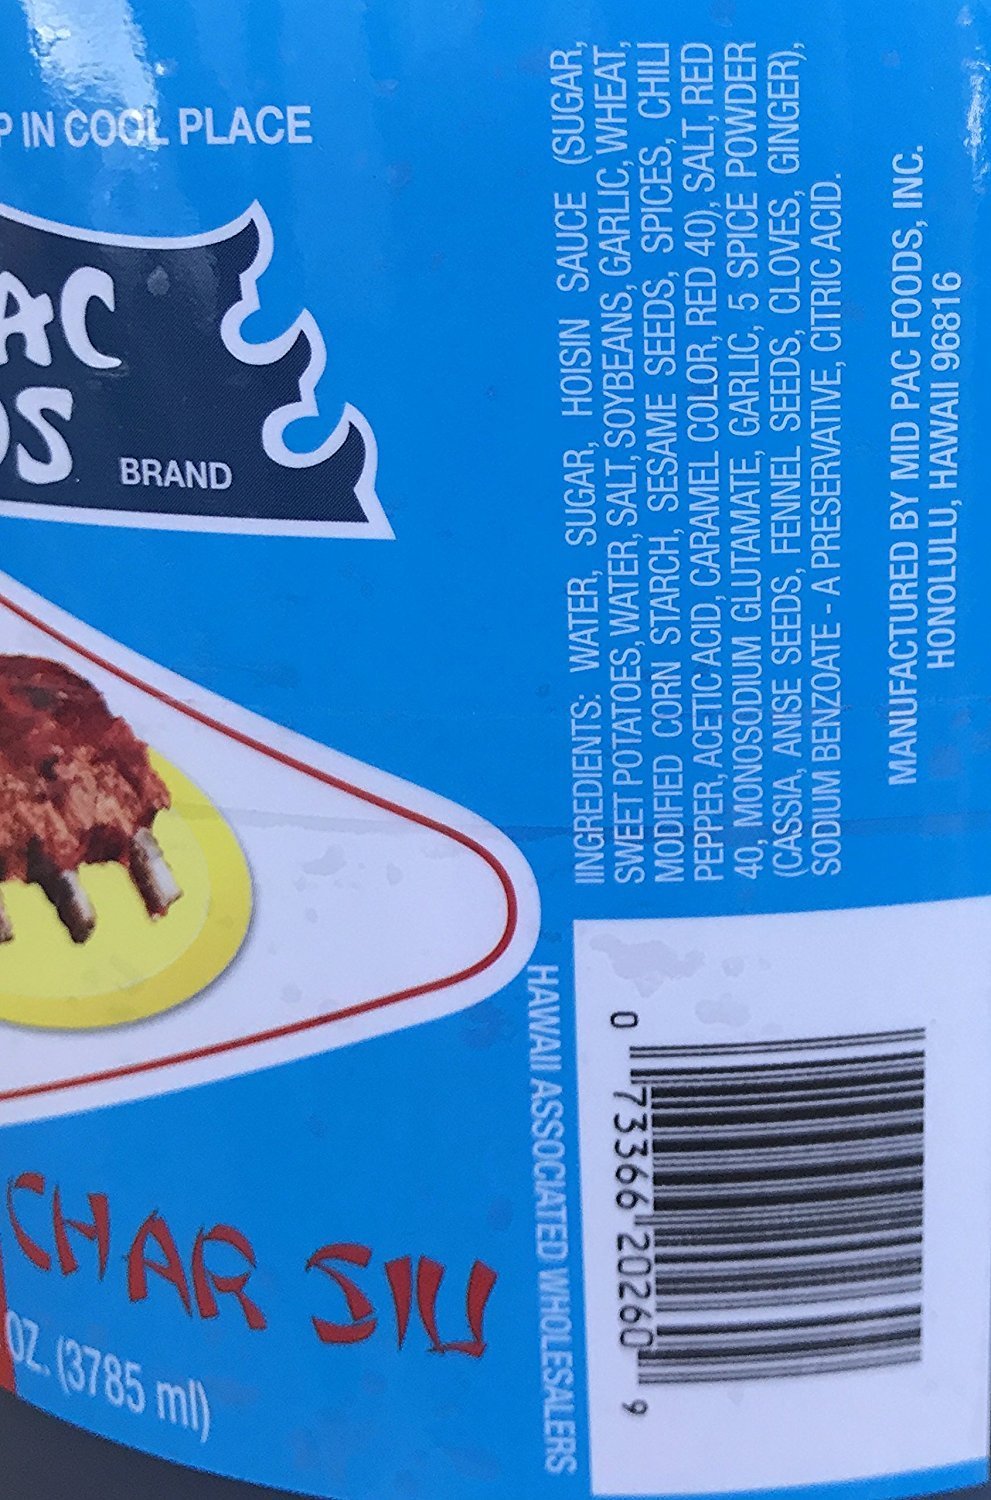 IN COOL PLACE
BRAND
CHAR SIU
OZ. (3785 ml)
IINGREDIENTS: WATER, SUGAR, HOISIN SAUCE (SUGAR,
SWEET POTATOES, WATER, SALT, SOYBEANS, GARLIC, WHEAT,
MODIFIED CORN STARCH, SESAME SEEDS, SPICES, CHILI
PEPPER, ACETIC ACID, CARAMEL COLOR, RED 40), SALT, RED
40, MONOSODIUM GLUTAMATE, GARLIC, 5 SPICE POWDER
(CASSIA, ANISE SEEDS, FENNEL SEEDS, CLOVES, GINGER),
SODIUM BENZOATE - A PRESERVATIVE, CITRIC ACID.
MANUFACTURED BY MID PAC FOODS, INC.
HONOLULU, HAWAII 96816
HAWAII ASSOCIATED WHOLESALERS
0 73366 20260 9